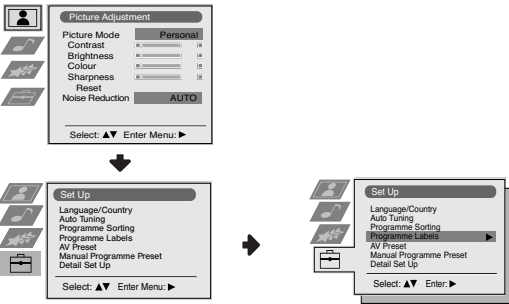 Picture Adjustment
Picture Mode Personal
Contrast
Brightness
Colour
Sharpness
Reset
Noise Reduction AUTO
Select: ▲▼ Enter Menu: ▶
Set Up
Language/Country
Auto Tuning
Programme Sorting
Programme Labels
AV Preset
Manual Programme Preset
Detail Set Up
Select: ▲▼ Enter Menu: ▶
Set Up
Language/Country
Auto Tuning
Programme Sorting
Programme Labels ▶
AV Preset
Manual Programme Preset
Detail Set Up
Select: ▲▼ Enter: ▶